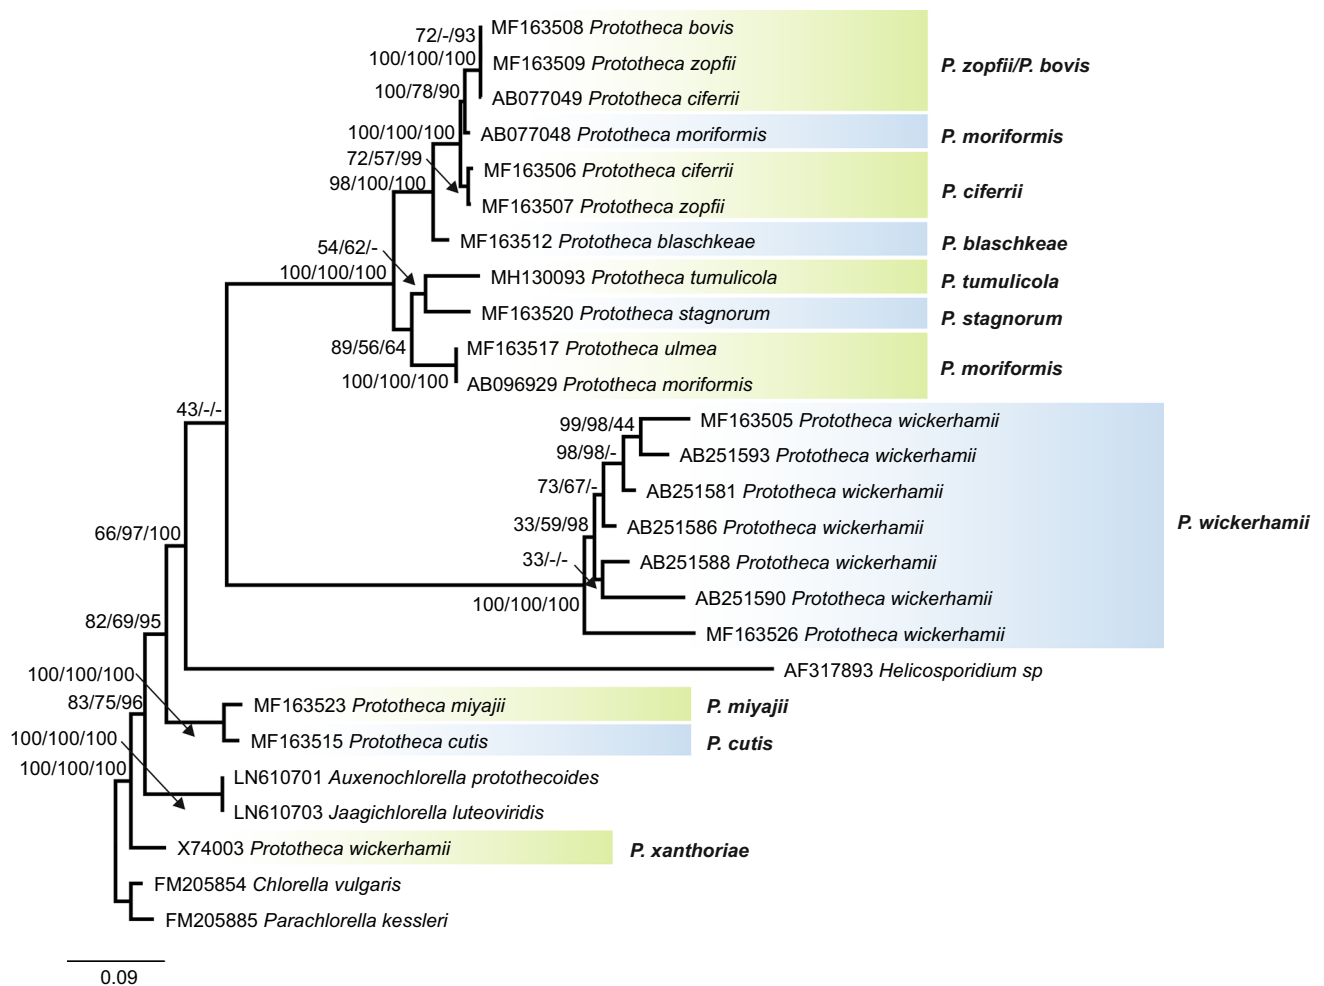 72/-/93
MF163508 Prototheca bovis
100/100/100
MF163509 Prototheca zopfii
P. zopfii/P. bovis
100/78/90
AB077049 Prototheca ciferrii
100/100/100
AB077048 Prototheca moriformis
P. moriformis
72/57/99
MF163506 Prototheca ciferrii
98/100/100
P. ciferrii
MF163507 Prototheca zopfii
54/62/-
MF163512 Prototheca blaschkeae
P. blaschkeae
100/100/100
MH130093 Prototheca tumulicola
P. tumulicola
MF163520 Prototheca stagnorum
P. stagnorum
89/56/64
MF163517 Prototheca ulmea
P. moriformis
100/100/100
AB096929 Prototheca moriformis
43/-/-
99/98/44
MF163505 Prototheca wickerhamii
98/98/-
AB251593 Prototheca wickerhamii
73/67/-
AB251581 Prototheca wickerhamii
33/59/98
AB251586 Prototheca wickerhamii
P. wickerhamii
66/97/100
33/-/-
AB251588 Prototheca wickerhamii
100/100/100
AB251590 Prototheca wickerhamii
82/69/95
MF163526 Prototheca wickerhamii
100/100/100
AF317893 Helicosporidium sp
83/75/96
MF163523 Prototheca miyajii
P. miyajii
100/100/100
MF163515 Prototheca cutis
P. cutis
100/100/100
LN610701 Auxenochlorella protothecoides
LN610703 Jaagichlorella luteoviridis
X74003 Prototheca wickerhamii
P. xanthoriae
FM205854 Chlorella vulgaris
FM205885 Parachlorella kessleri
0.09